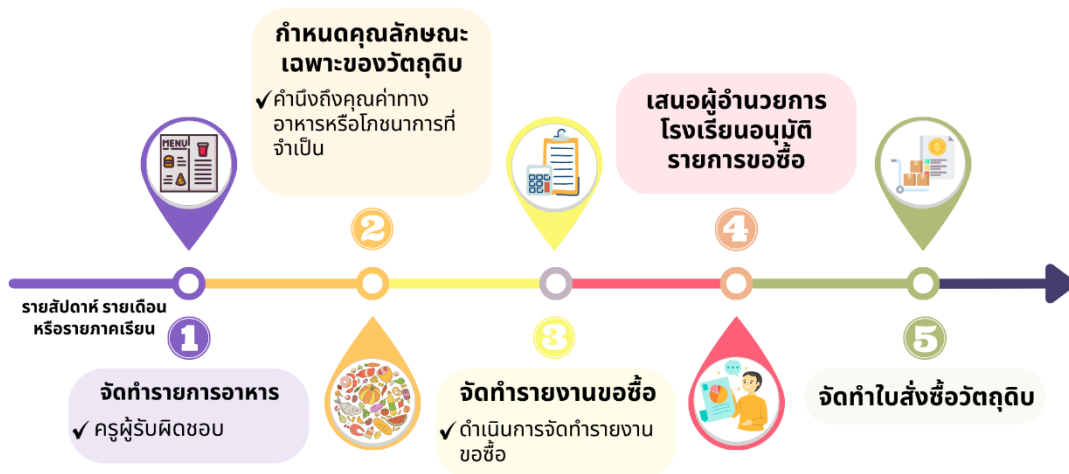 รายสัปดาห์ รายเดือน
หรือรายภาคเรียน
MENU
1
จัดทำรายการอาหาร
✓ ครูผู้รับผิดชอบ
กำหนดคุณลักษณะ
เฉพาะของวัตถุดิบ
✓ คำนึงถึงคุณค่าทาง
อาหารหรือโภชนาการที่
จำเป็น
2
3
จัดทำรายงานขอซื้อ
✓ ดำเนินการจัดทำรายงาน
ขอซื้อ
เสนอผู้อำนวยการ
โรงเรียนอนุมัติ
รายการขอซื้อ
4
5
จัดทำใบสั่งซื้อวัตถุดิบ